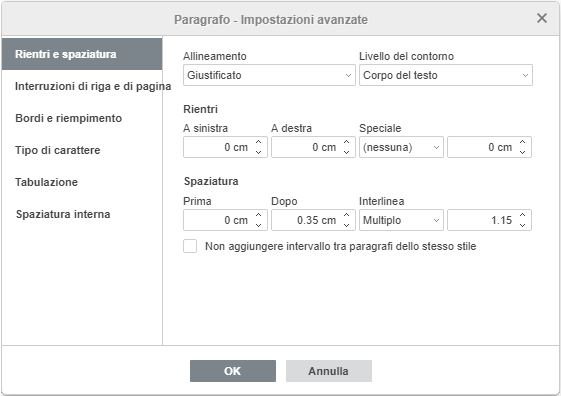 Paragrafo - Impostazioni avanzate
Rientri e spaziatura
Interruzioni di riga e di pagina
Bordi e riempimento
Tipo di carattere
Tabulazione
Spaziatura interna
Allineamento Livello del contorno
Giustificato Corpo del testo
Rientri
A sinistra A destra Speciale
0 cm 0 cm (nessuna) 0 cm
Spaziatura
Prima Dopo Interlinea
0 cm 0.35 cm Multiplo 1.15
Non aggiungere intervallo tra paragrafi dello stesso stile
OK Annulla